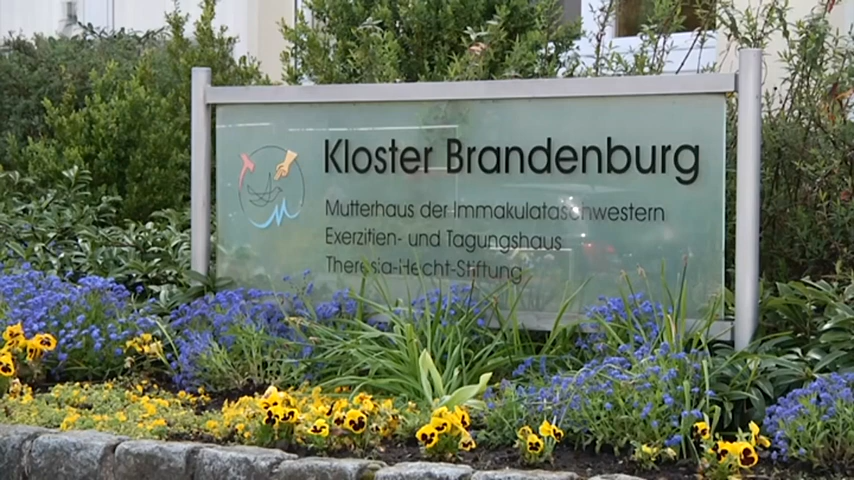 Kloster Brandenburg
Mutterhaus der Immakulataschwestern
Exerzitien- und Tagungshaus
Theresia-Hecht-Stiftung